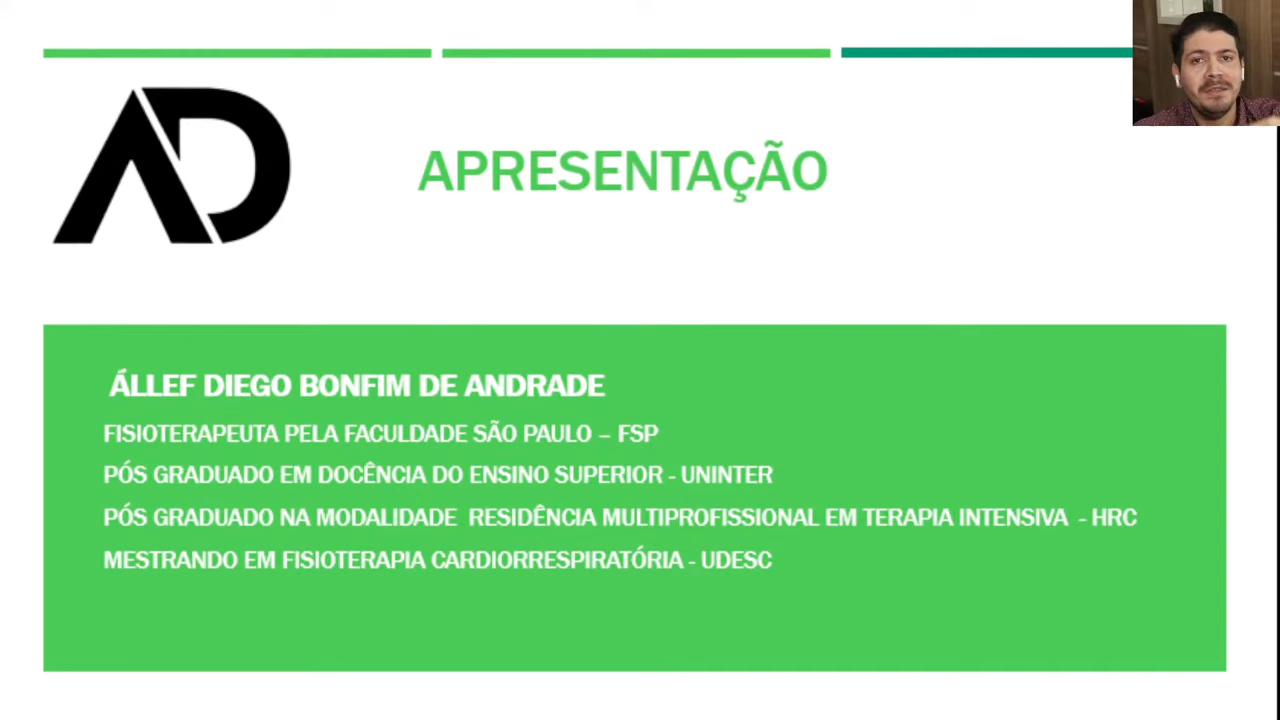 AD
APRESENTAÇÃO
ÁLLEF DIEGO BONFIM DE ANDRADE
FISIOTERAPEUTA PELA FACULDADE SÃO PAULO – FSP
PÓS GRADUADO EM DOCÊNCIA DO ENSINO SUPERIOR - UNINTER
PÓS GRADUADO NA MODALIDADE RESIDÊNCIA MULTIPROFISSIONAL EM TERAPIA INTENSIVA - HRC
MESTRANDO EM FISIOTERAPIA CARDIORRESPIRATÓRIA - UDESC